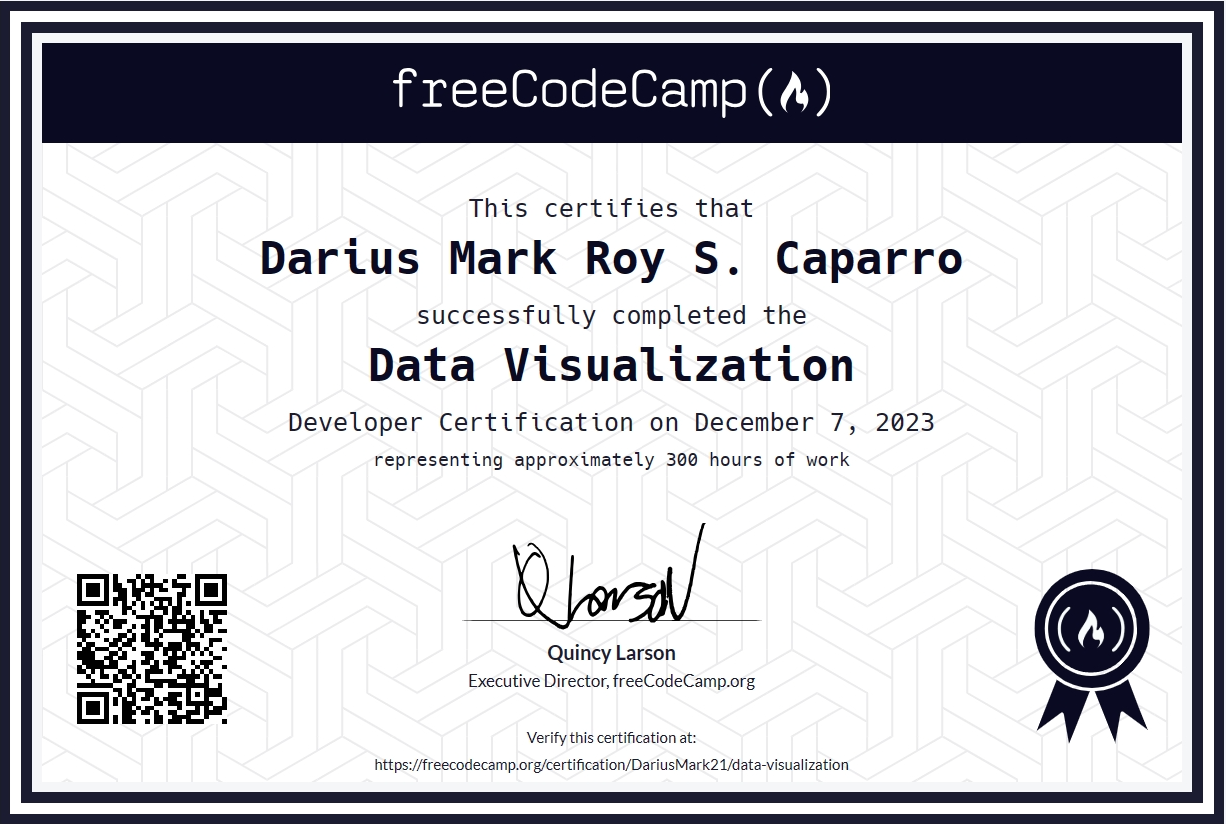 freeCodeCamp
This certifies that
Darius Mark Roy S. Caparro
successfully completed the
Data Visualization
Developer Certification on December 7, 2023
representing approximately 300 hours of work
Quincy Larson
Executive Director, freeCodeCamp.org
Verify this certification at:
https://freecodecamp.org/certification/DariusMark21/data-visualization